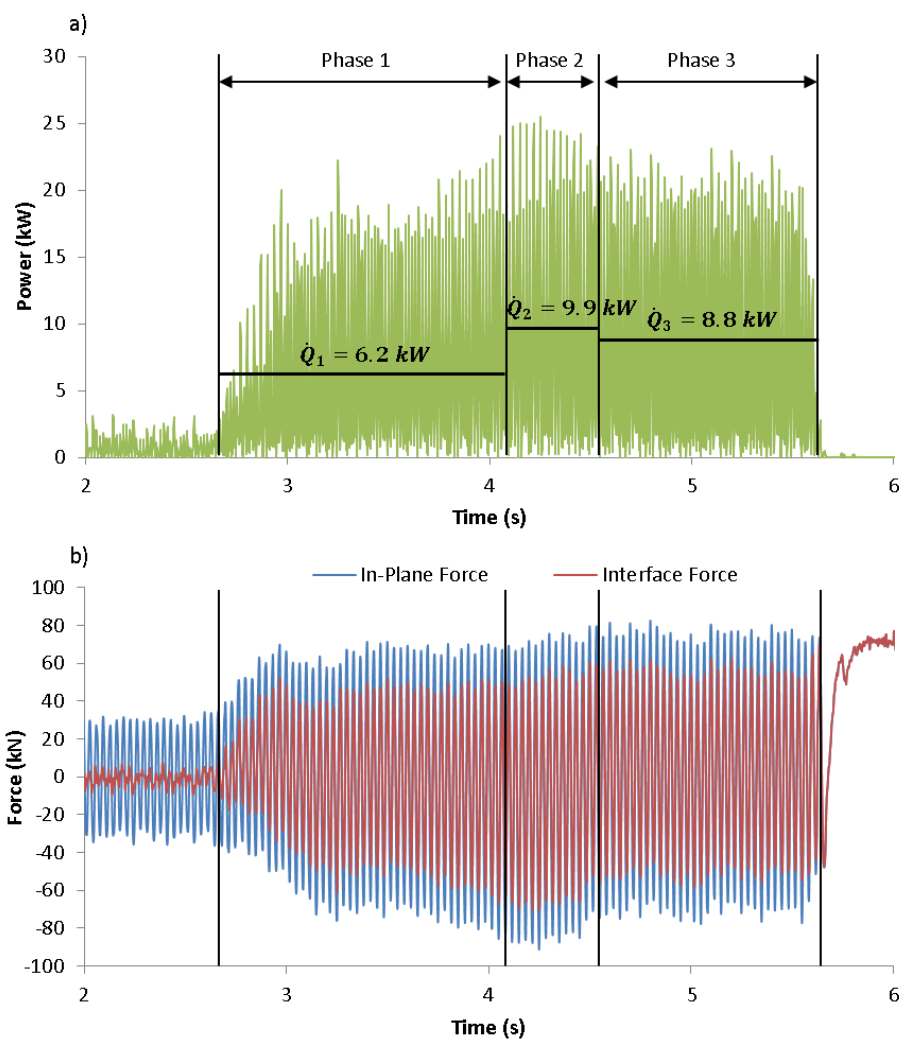 a)
Phase 1 Phase 2 Phase 3
30
25
20
15
10
5
0
Power (kW)
Q̇₁ = 6.2 kW
Q̇₂ = 9.9 kW
Q̇₃ = 8.8 kW
2 3 4 5 6
Time (s)
b)
In-Plane Force Interface Force
100
80
60
40
20
0
-20
-40
-60
-80
-100
Force (kN)
2 3 4 5 6
Time (s)